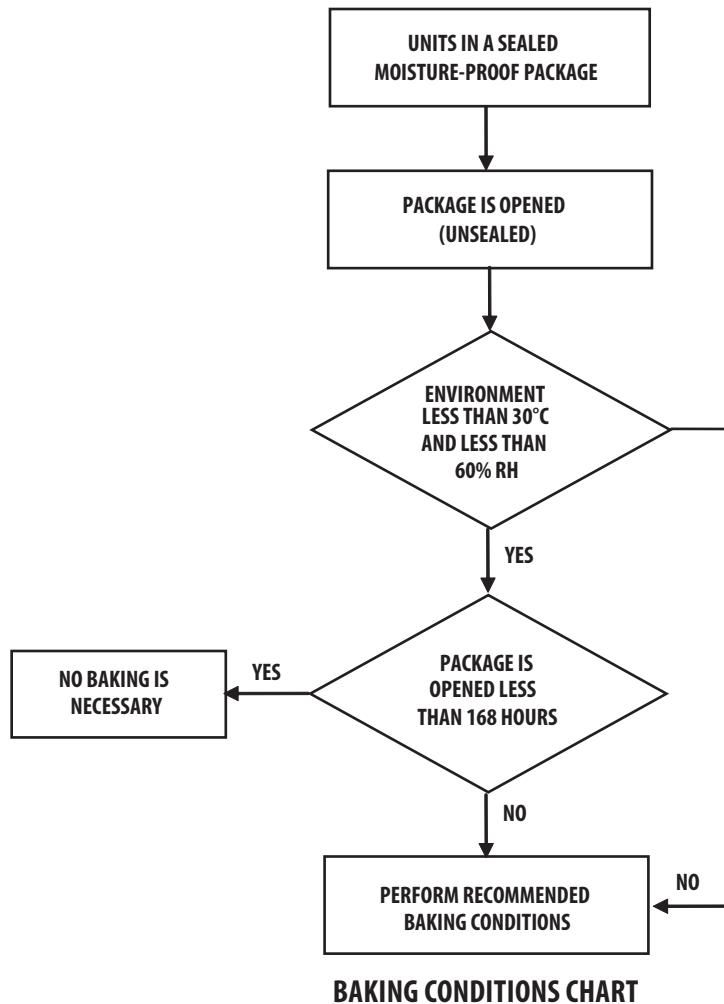 UNITS IN A SEALED
MOISTURE-PROOF PACKAGE
PACKAGE IS OPENED
(UNSEALED)
ENVIRONMENT
LESS THAN 30°C
AND LESS THAN
60% RH
YES
PACKAGE IS
OPENED LESS
THAN 168 HOURS
YES
NO BAKING IS
NECESSARY
NO
PERFORM RECOMMENDED
BAKING CONDITIONS
NO
BAKING CONDITIONS CHART